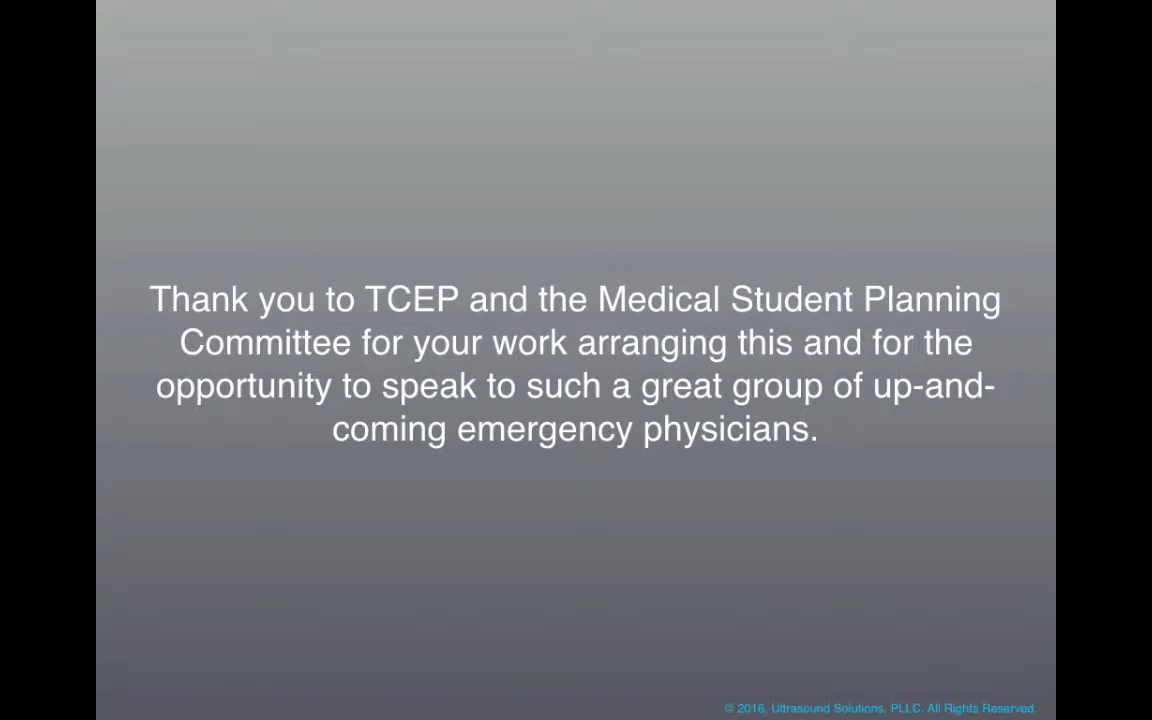 Thank you to TCEP and the Medical Student Planning
Committee for your work arranging this and for the
opportunity to speak to such a great group of up-and-
coming emergency physicians.
© 2016, Ultrasound Solutions, PLLC. All Rights Reserved.